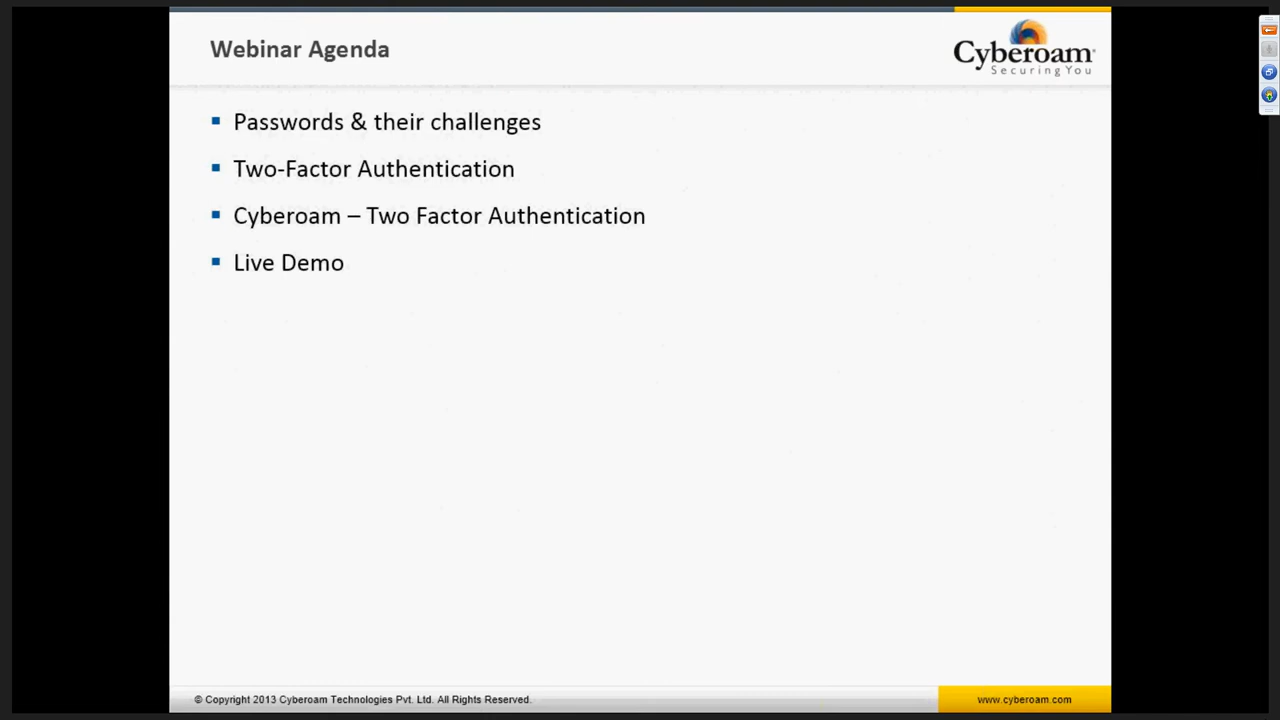 Webinar Agenda
Cyberoam
Securing You
Passwords & their challenges
Two-Factor Authentication
Cyberoam – Two Factor Authentication
Live Demo
© Copyright 2013 Cyberoam Technologies Pvt. Ltd. All Rights Reserved.
www.cyberoam.com